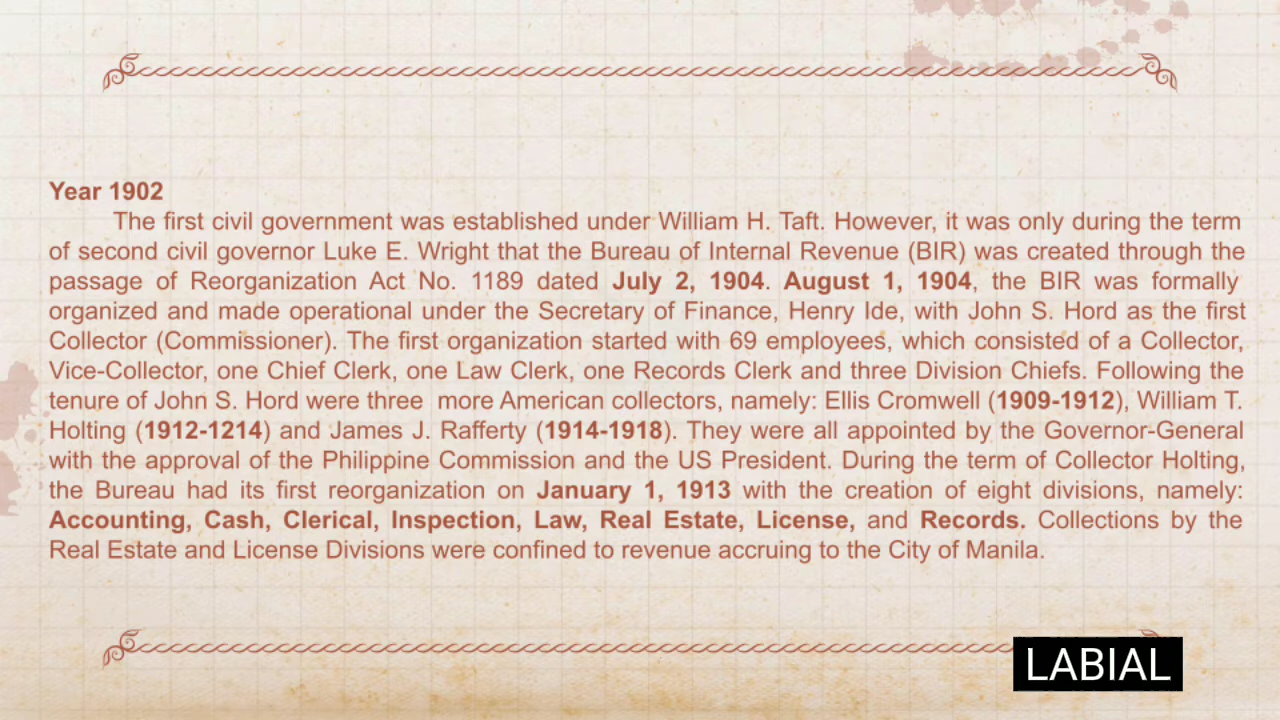 Year 1902
The first civil government was established under William H. Taft. However, it was only during the term
of second civil governor Luke E. Wright that the Bureau of Internal Revenue (BIR) was created through the
passage of Reorganization Act No. 1189 dated July 2, 1904. August 1, 1904, the BIR was formally
organized and made operational under the Secretary of Finance, Henry Ide, with John S. Hord as the first
Collector (Commissioner). The first organization started with 69 employees, which consisted of a Collector,
Vice-Collector, one Chief Clerk, one Law Clerk, one Records Clerk and three Division Chiefs. Following the
tenure of John S. Hord were three  more American collectors, namely: Ellis Cromwell (1909-1912), William T.
Holting (1912-1214) and James J. Rafferty (1914-1918). They were all appointed by the Governor-General
with the approval of the Philippine Commission and the US President. During the term of Collector Holting,
the Bureau had its first reorganization on January 1, 1913 with the creation of eight divisions, namely:
Accounting, Cash, Clerical, Inspection, Law, Real Estate, License, and Records. Collections by the
Real Estate and License Divisions were confined to revenue accruing to the City of Manila.
LABIAL